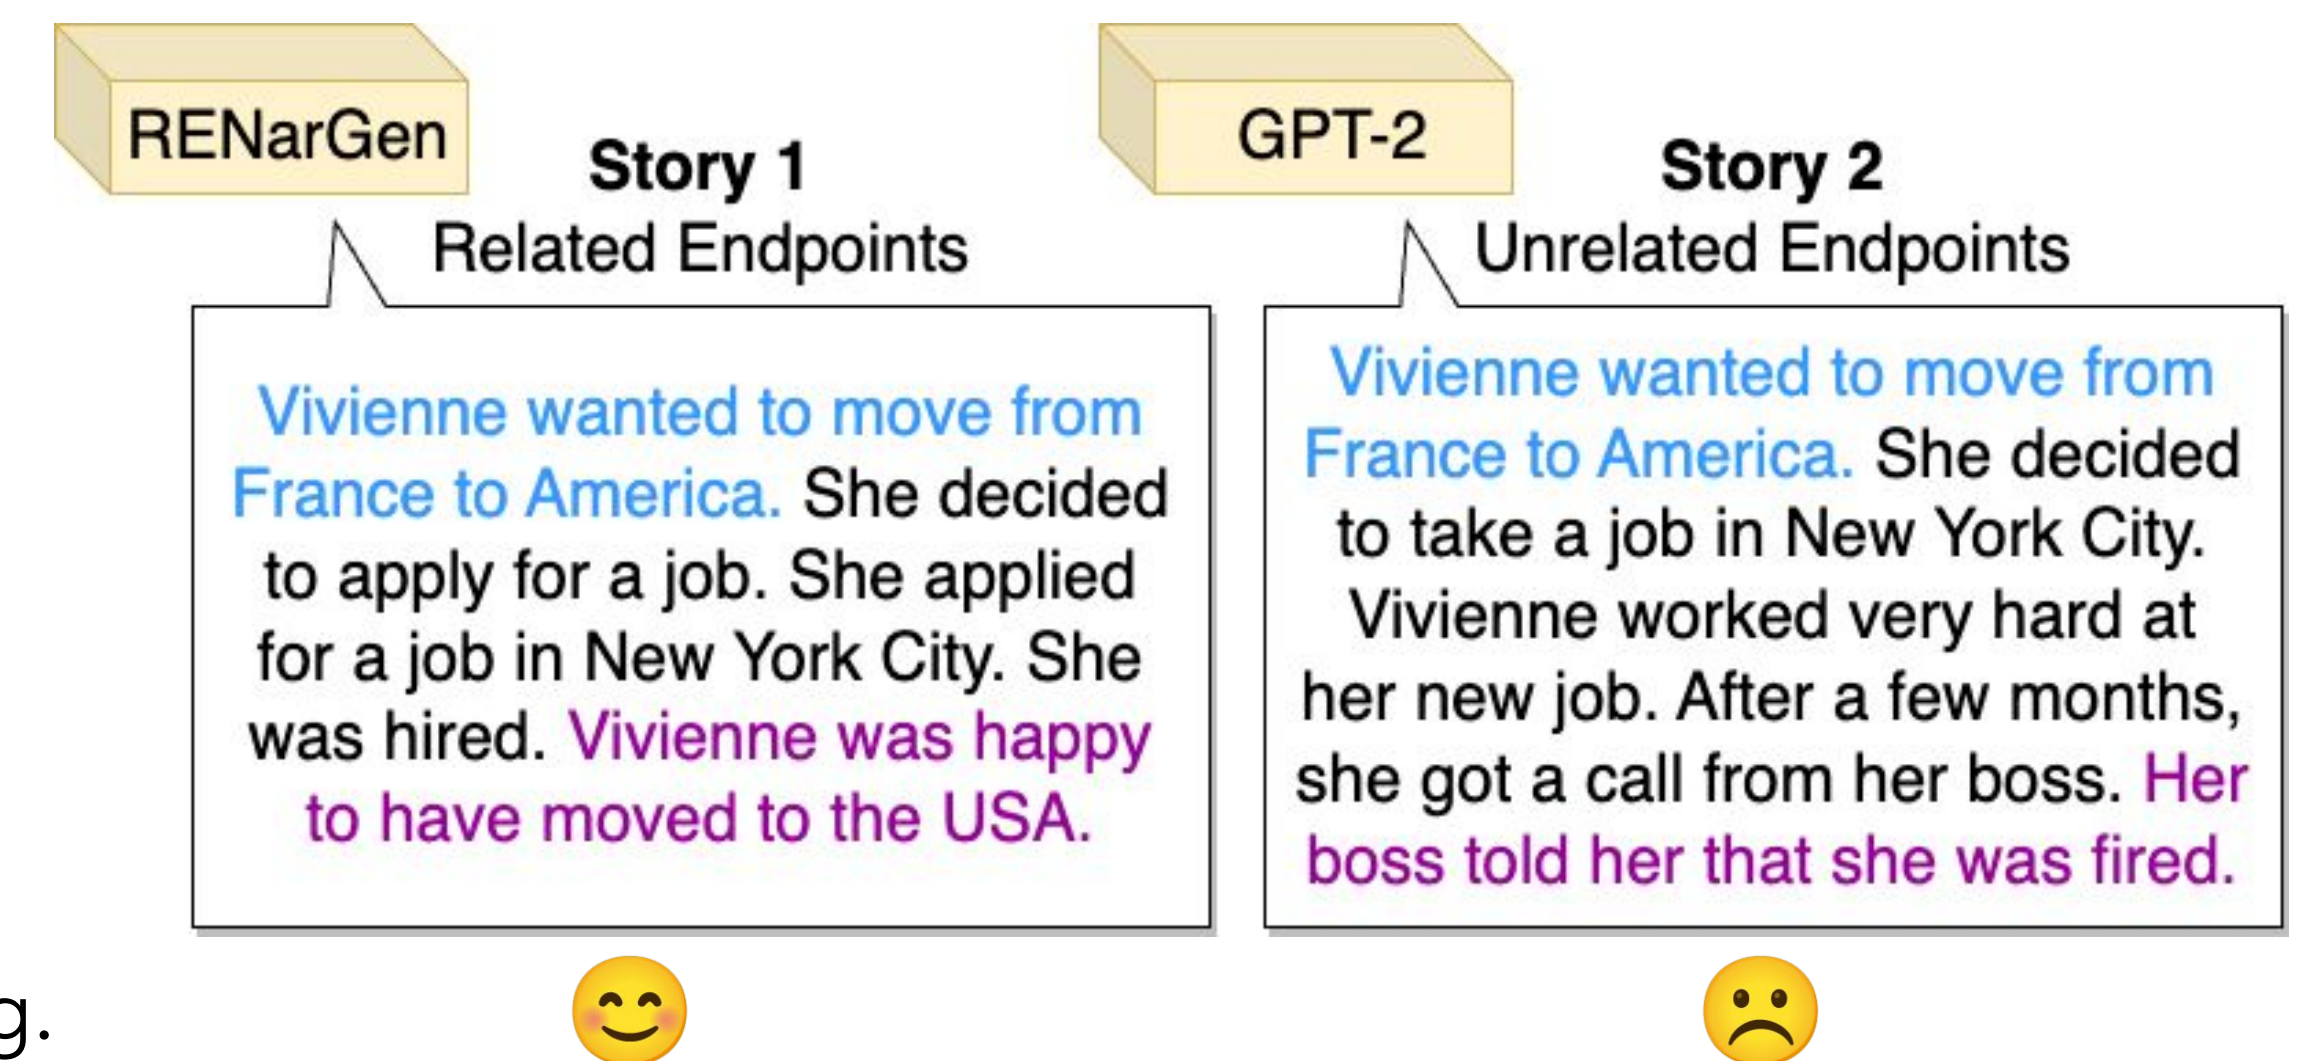 RENarGen
Story 1
Related Endpoints
Vivienne wanted to move from
France to America. She decided
to apply for a job. She applied
for a job in New York City. She
was hired. Vivienne was happy
to have moved to the USA.
GPT-2
Story 2
Unrelated Endpoints
Vivienne wanted to move from
France to America. She decided
to take a job in New York City.
Vivienne worked very hard at
her new job. After a few months,
she got a call from her boss. Her
boss told her that she was fired.
g.